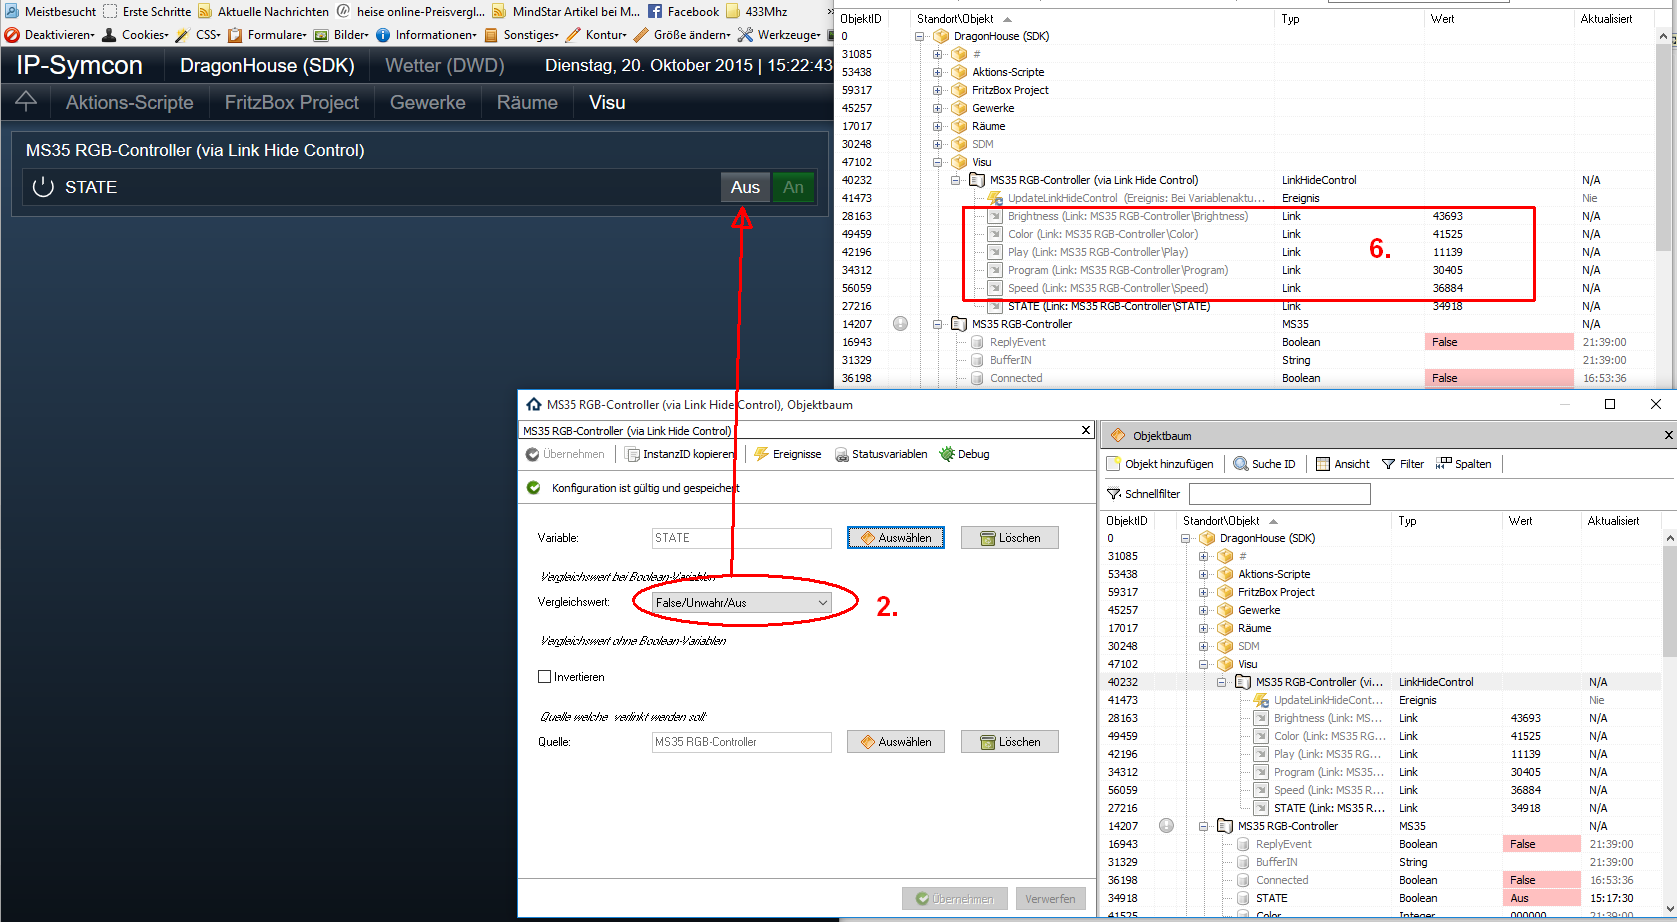 Meistbesucht Erste Schritte Aktuelle Nachrichten heise online-Preisvergl... MindStar Artikel bei M... Facebook 433Mhz »
Deaktivieren Cookies CSS Formulare Bilder Informationen Sonstiges Kontur Größe ändern Werkzeuge
IP-Symcon DragonHouse (SDK) Wetter (DWD) Dienstag, 20. Oktober 2015 | 15:22:43
Aktions-Scripte FritzBox Project Gewerke Räume Visu
MS35 RGB-Controller (via Link Hide Control)
STATE Aus An
ObjektID Standort\Objekt Typ Wert Aktualisiert
0 DragonHouse (SDK)
31085 #
53438 Aktions-Scripte
59317 FritzBox Project
45257 Gewerke
17017 Räume
30248 SDM
47102 Visu
40232 MS35 RGB-Controller (via Link Hide Control) LinkHideControl N/A
41473 UpdateLinkHideControl (Ereignis: Bei Variablenaktu... Ereignis Nie
28163 Brightness (Link: MS35 RGB-Controller\Brightness) Link 43693 N/A
49459 Color (Link: MS35 RGB-Controller\Color) Link 41525 N/A
42196 Play (Link: MS35 RGB-Controller\Play) Link 11139 N/A
34312 Program (Link: MS35 RGB-Controller\Program) Link 30405 N/A
56059 Speed (Link: MS35 RGB-Controller\Speed) Link 36884 N/A
27216 STATE (Link: MS35 RGB-Controller\STATE) Link 34918 N/A
14207 MS35 RGB-Controller MS35 N/A
16943 ReplyEvent Boolean False 21:39:00
31329 BufferIN String 21:39:00
36198 Connected Boolean False 16:53:36
6.
MS35 RGB-Controller (via Link Hide Control), Objektbaum
MS35 RGB-Controller (via Link Hide Control) X
Übernehmen InstanzID kopieren Ereignisse Statusvariablen Debug
Konfiguration ist gültig und gespeichert
Variable: STATE Auswählen Löschen
Vergleichswert bei Boolean-Variablen
Vergleichswert: False/Unwahr/Aus
2.
Vergleichswert ohne Boolean-Variablen
Invertieren
Quelle welche verlinkt werden soll:
Quelle: MS35 RGB-Controller Auswählen Löschen
Übernehmen Verwerfen
Objektbaum X
Objekt hinzufügen Suche ID Ansicht Filter Spalten
Schnellfilter
ObjektID Standort\Objekt Typ Wert Aktualisiert
0 DragonHouse (SDK)
31085 #
53438 Aktions-Scripte
59317 FritzBox Project
45257 Gewerke
17017 Räume
30248 SDM
47102 Visu
40232 MS35 RGB-Controller (vi... LinkHideControl N/A
41473 UpdateLinkHideCont... Ereignis Nie
28163 Brightness (Link: MS... Link 43693 N/A
49459 Color (Link: MS35 RG... Link 41525 N/A
42196 Play (Link: MS35 RG... Link 11139 N/A
34312 Program (Link: MS35... Link 30405 N/A
56059 Speed (Link: MS35 R... Link 36884 N/A
27216 STATE (Link: MS35 R... Link 34918 N/A
14207 MS35 RGB-Controller MS35 N/A
16943 ReplyEvent Boolean False 21:39:00
31329 BufferIN String 21:39:00
36198 Connected Boolean False 16:53:36
34918 STATE Boolean Aus 15:17:30
41525 Color Integer 000000